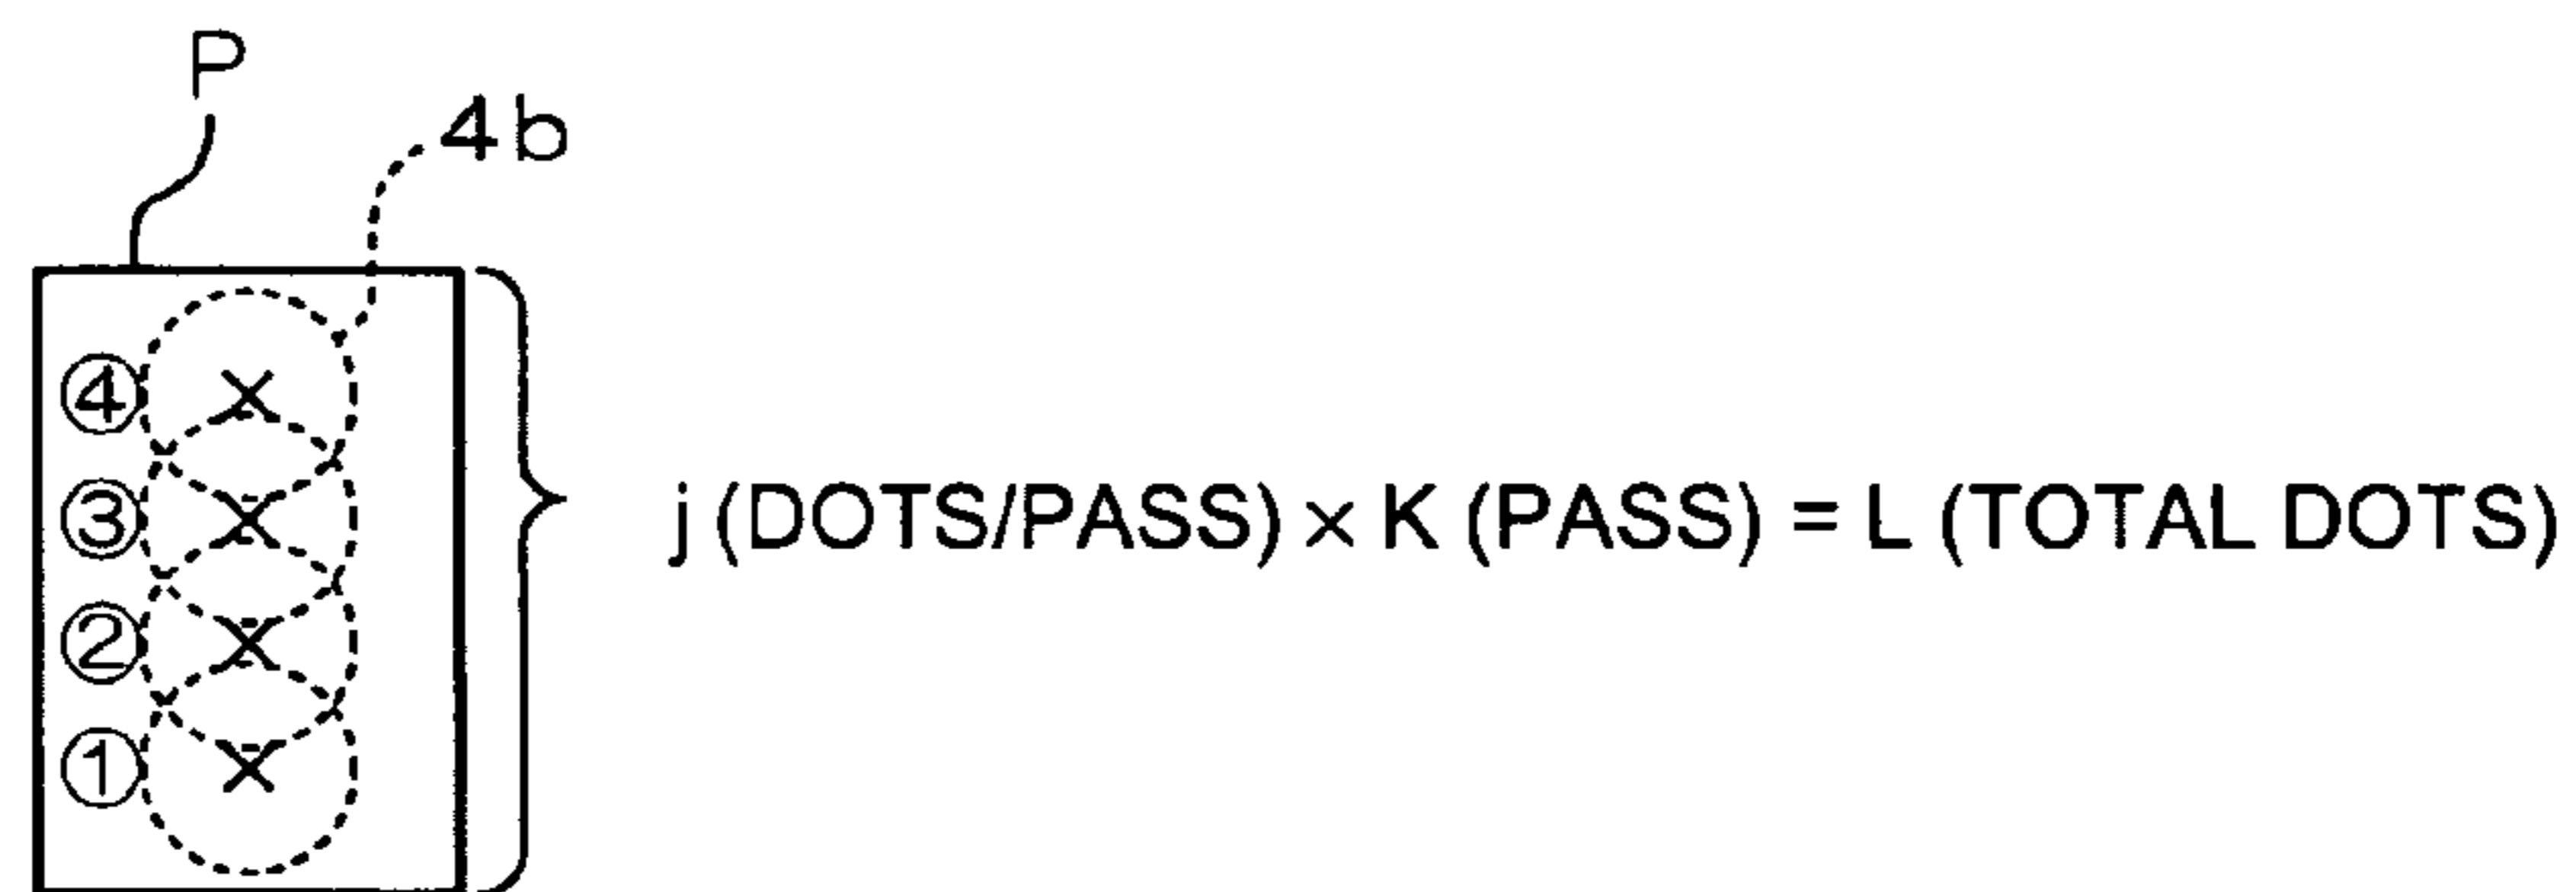 P
4b
④
③
j (DOTS/PASS) × K (PASS) = L (TOTAL DOTS)
②
①